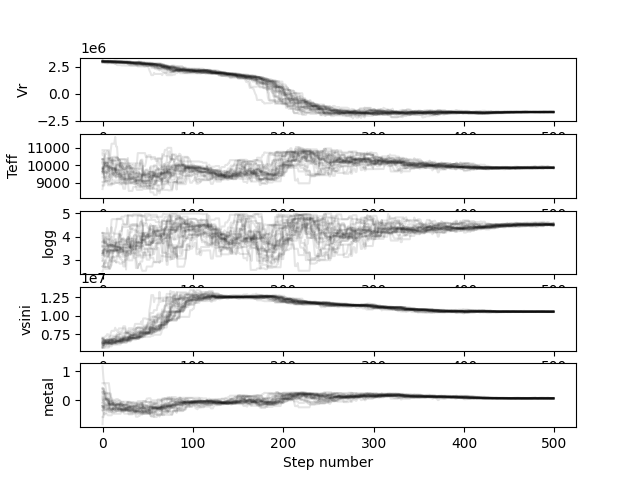 1e6
2.5
0.0
−2.5
Vr
0 100 200 300 400 500
11000
10000
9000
Teff
0 100 200 300 400 500
5
4
3
logg
0 100 200 300 400 500
1e7
1.25
1.00
0.75
vsini
0 100 200 300 400 500
1
0
metal
0 100 200 300 400 500
Step number